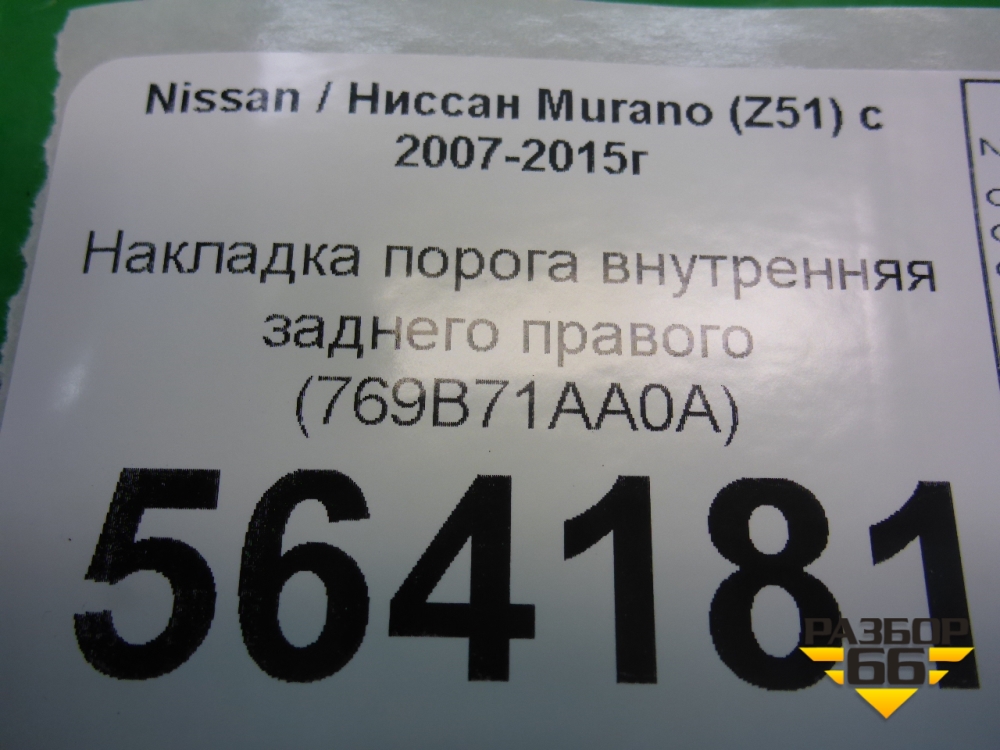 Nissan / Ниссан Murano (Z51) с
2007-2015г
Накладка порога внутренняя
заднего правого
(769B71AA0A)
564181
РАЗБОР
66